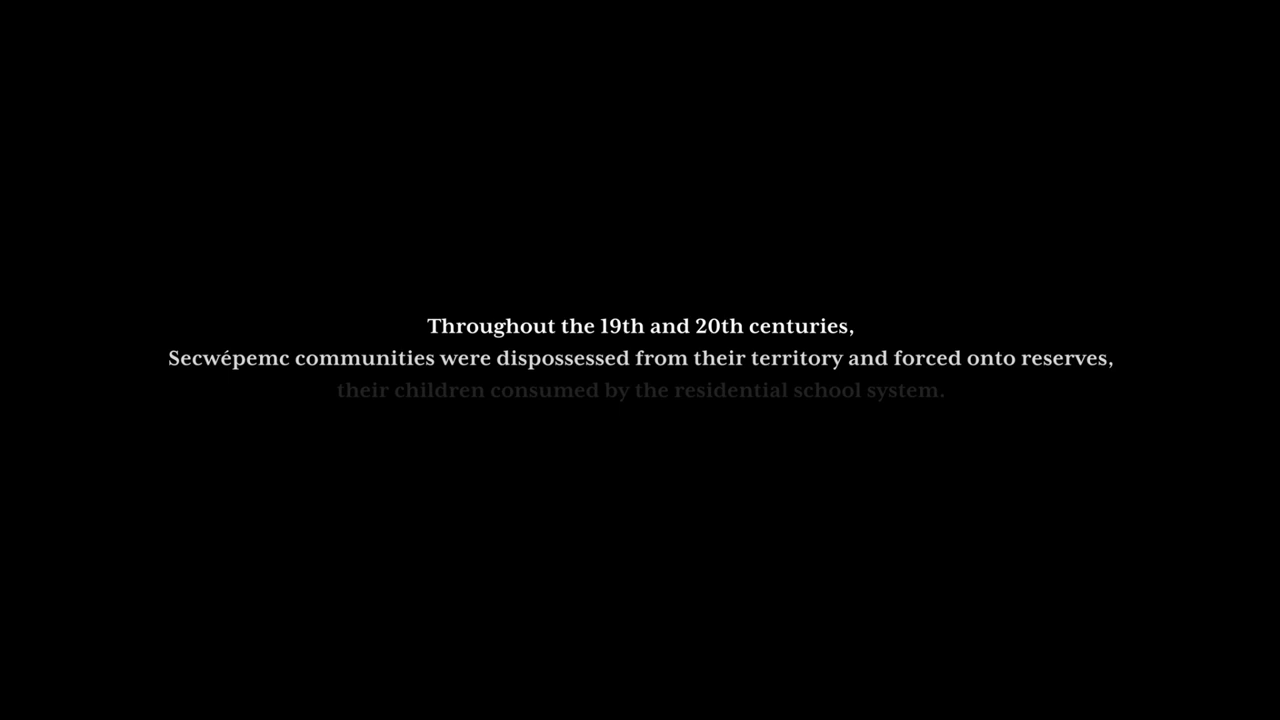 Throughout the 19th and 20th centuries,
Secwépemc communities were dispossessed from their territory and forced onto reserves,
their children consumed by the residential school system.